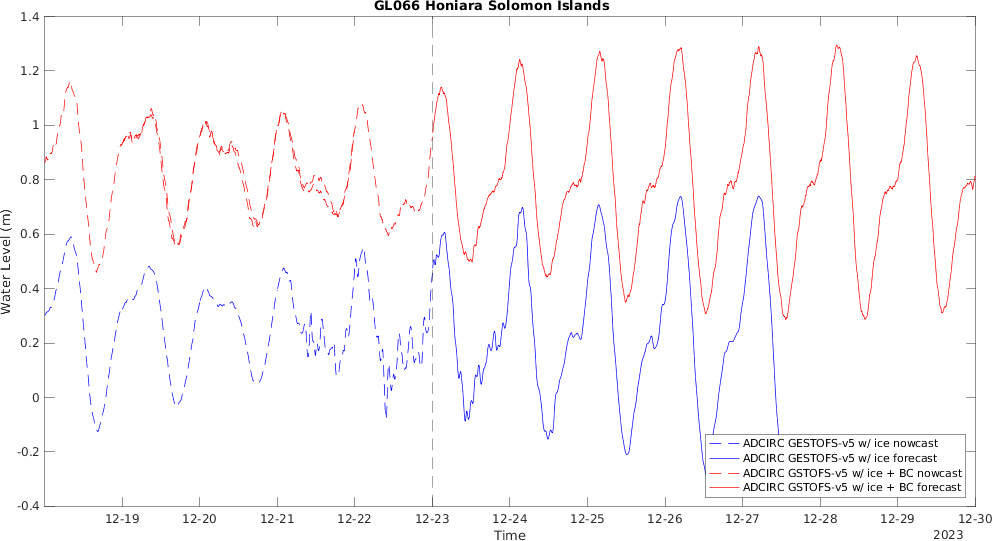 GL066 Honiara Solomon Islands
1.4
1.2
1
0.8
0.6
0.4
0.2
0
-0.2
-0.4
Water Level (m)
ADCIRC GESTOFS-v5 w/ ice nowcast
ADCIRC GESTOFS-v5 w/ ice forecast
ADCIRC GSTOFS-v5 w/ ice + BC nowcast
ADCIRC GSTOFS-v5 w/ ice + BC forecast
12-19 12-20 12-21 12-22 12-23 12-24 12-25 12-26 12-27 12-28 12-29 12-30
Time
2023